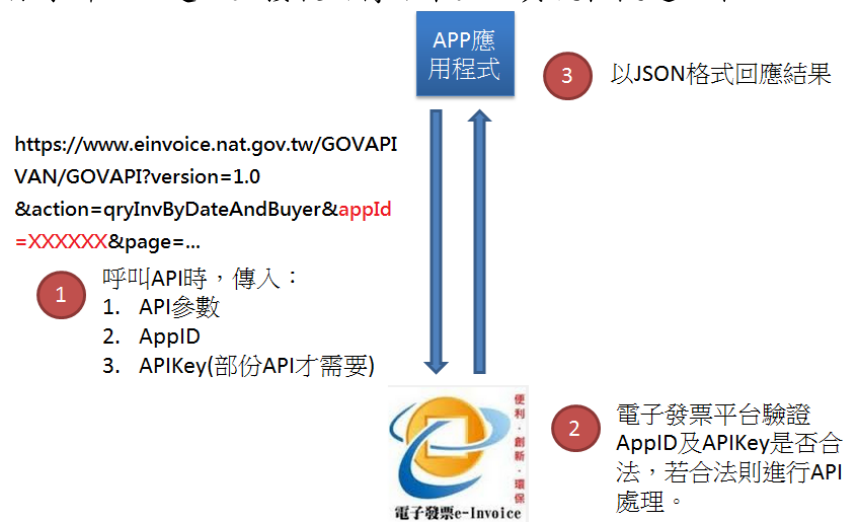 APP應
用程式
3
以JSON格式回應結果
https://www.einvoice.nat.gov.tw/GOVAPI
VAN/GOVAPI?version=1.0
&action=qryInvByDateAndBuyer&appId
=XXXXXX&page=...
1
呼叫API時，傳入：
1. API參數
2. AppID
3. APIKey(部份API才需要)
便利·創新·環保
電子發票e-Invoice
2
電子發票平台驗證
AppID及APIKey是否合
法，若合法則進行API
處理。